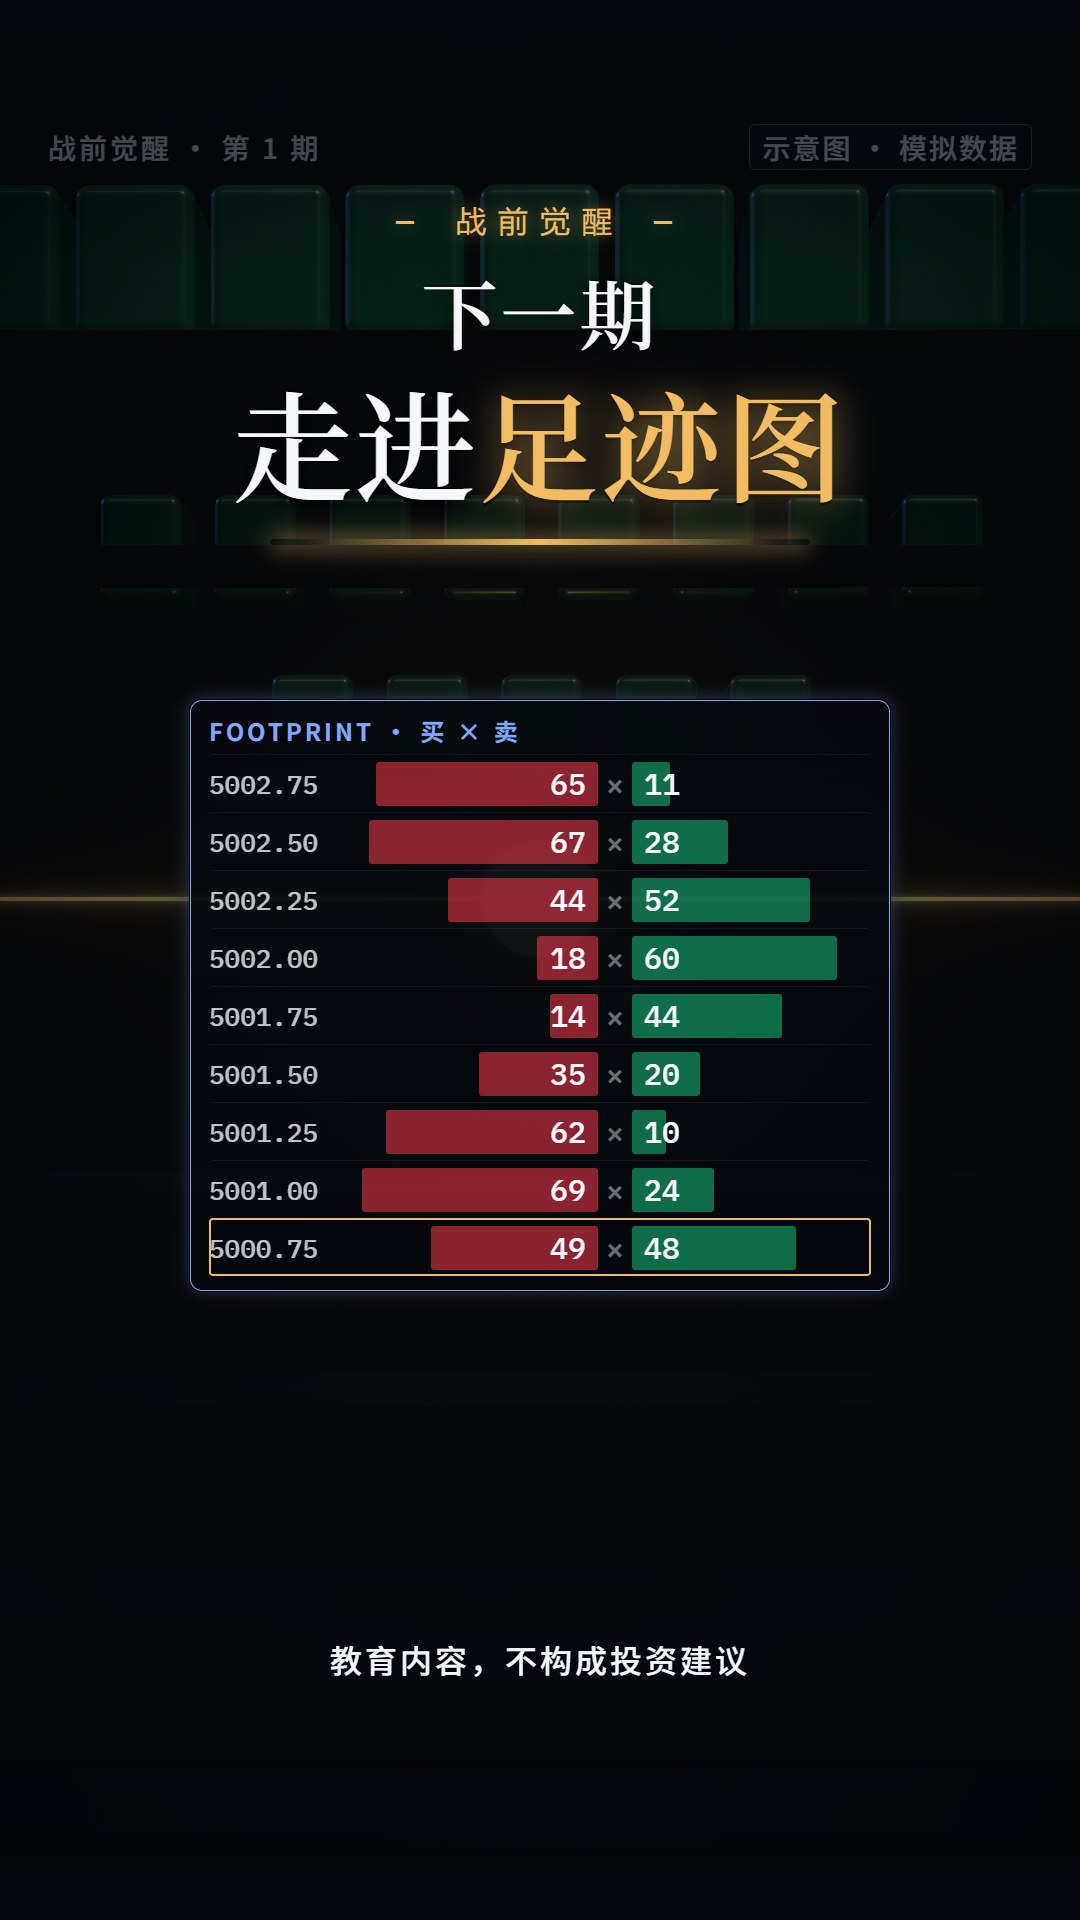 战前觉醒 · 第 1 期
示意图 · 模拟数据
— 战前觉醒 —
下一期
走进足迹图
FOOTPRINT · 买 × 卖
5002.75 65 × 11
5002.50 67 × 28
5002.25 44 × 52
5002.00 18 × 60
5001.75 14 × 44
5001.50 35 × 20
5001.25 62 × 10
5001.00 69 × 24
5000.75 49 × 48
教育内容，不构成投资建议